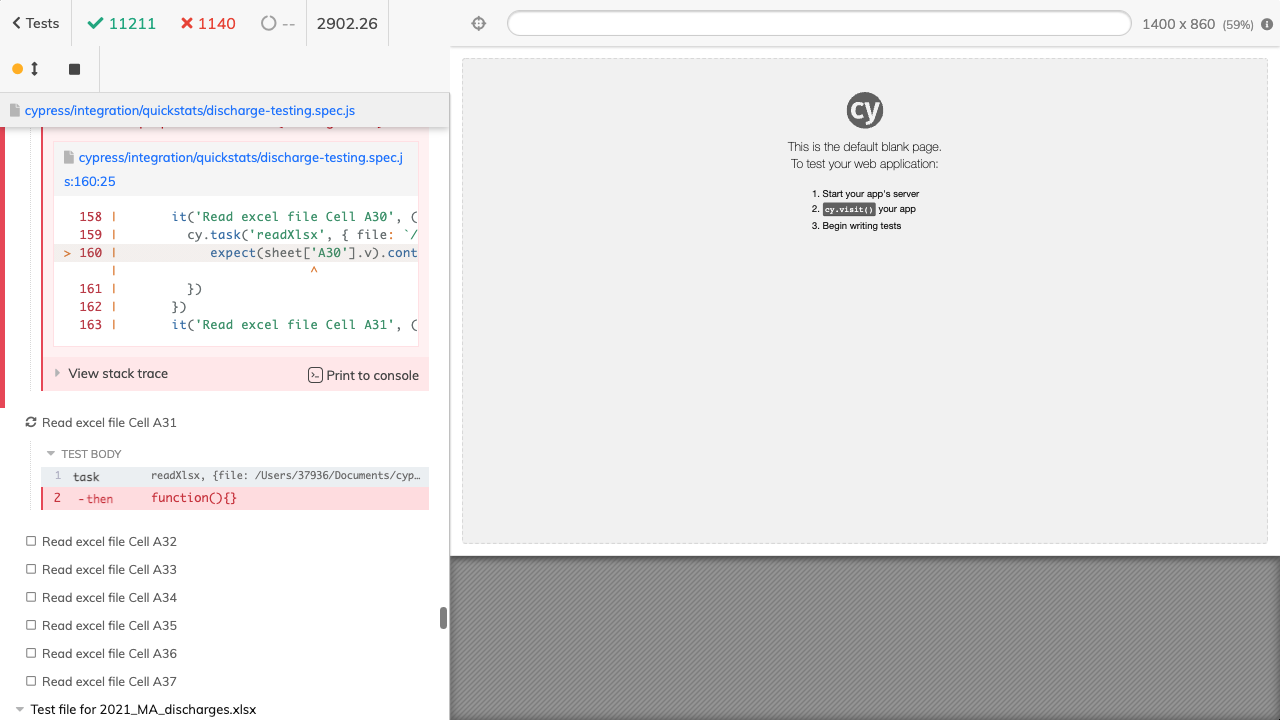 Tests
11211
1140
--
2902.26
1400 x 860 (59%)
cypress/integration/quickstats/discharge-testing.spec.js
cypress/integration/quickstats/discharge-testing.spec.j
s:160:25
158 | it('Read excel file Cell A30', (
159 | cy.task('readXlsx', { file: `/
> 160 | expect(sheet['A30'].v).cont
| ^
161 | })
162 | })
163 | it('Read excel file Cell A31', (
View stack trace
Print to console
Read excel file Cell A31
TEST BODY
1 task readXlsx, {file: /Users/37936/Documents/cyp…
2 -then function(){}
Read excel file Cell A32
Read excel file Cell A33
Read excel file Cell A34
Read excel file Cell A35
Read excel file Cell A36
Read excel file Cell A37
Test file for 2021_MA_discharges.xlsx
cy
This is the default blank page.
To test your web application:
1. Start your app's server
2. cy.visit() your app
3. Begin writing tests